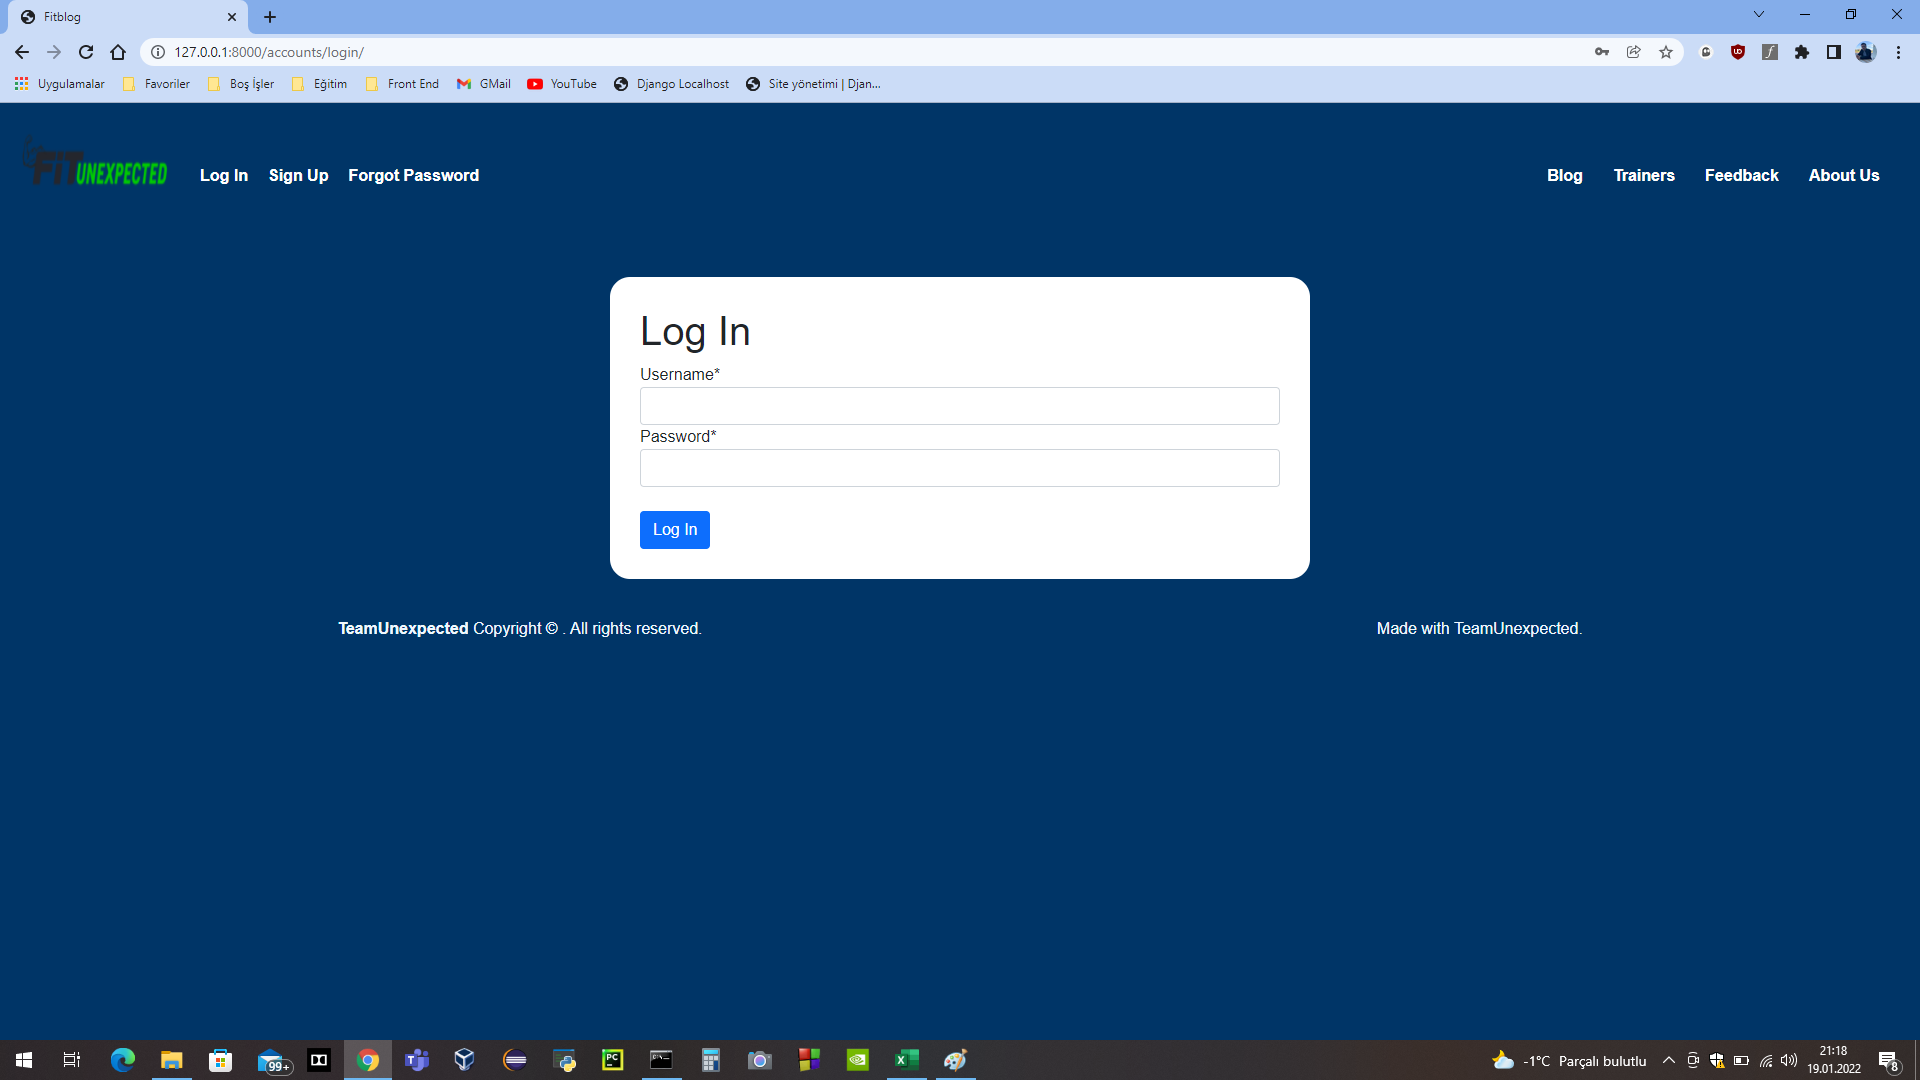 Fitblog
127.0.0.1:8000/accounts/login/
Uygulamalar Favoriler Boş İşler Eğitim Front End GMail YouTube Django Localhost Site yönetimi | Djan...
FIT UNEXPECTED
Log In Sign Up Forgot Password Blog Trainers Feedback About Us
Log In
Username*
Password*
Log In
TeamUnexpected Copyright © . All rights reserved. Made with TeamUnexpected.
99+ -1°C Parçalı bulutlu 21:18
19.01.2022 8